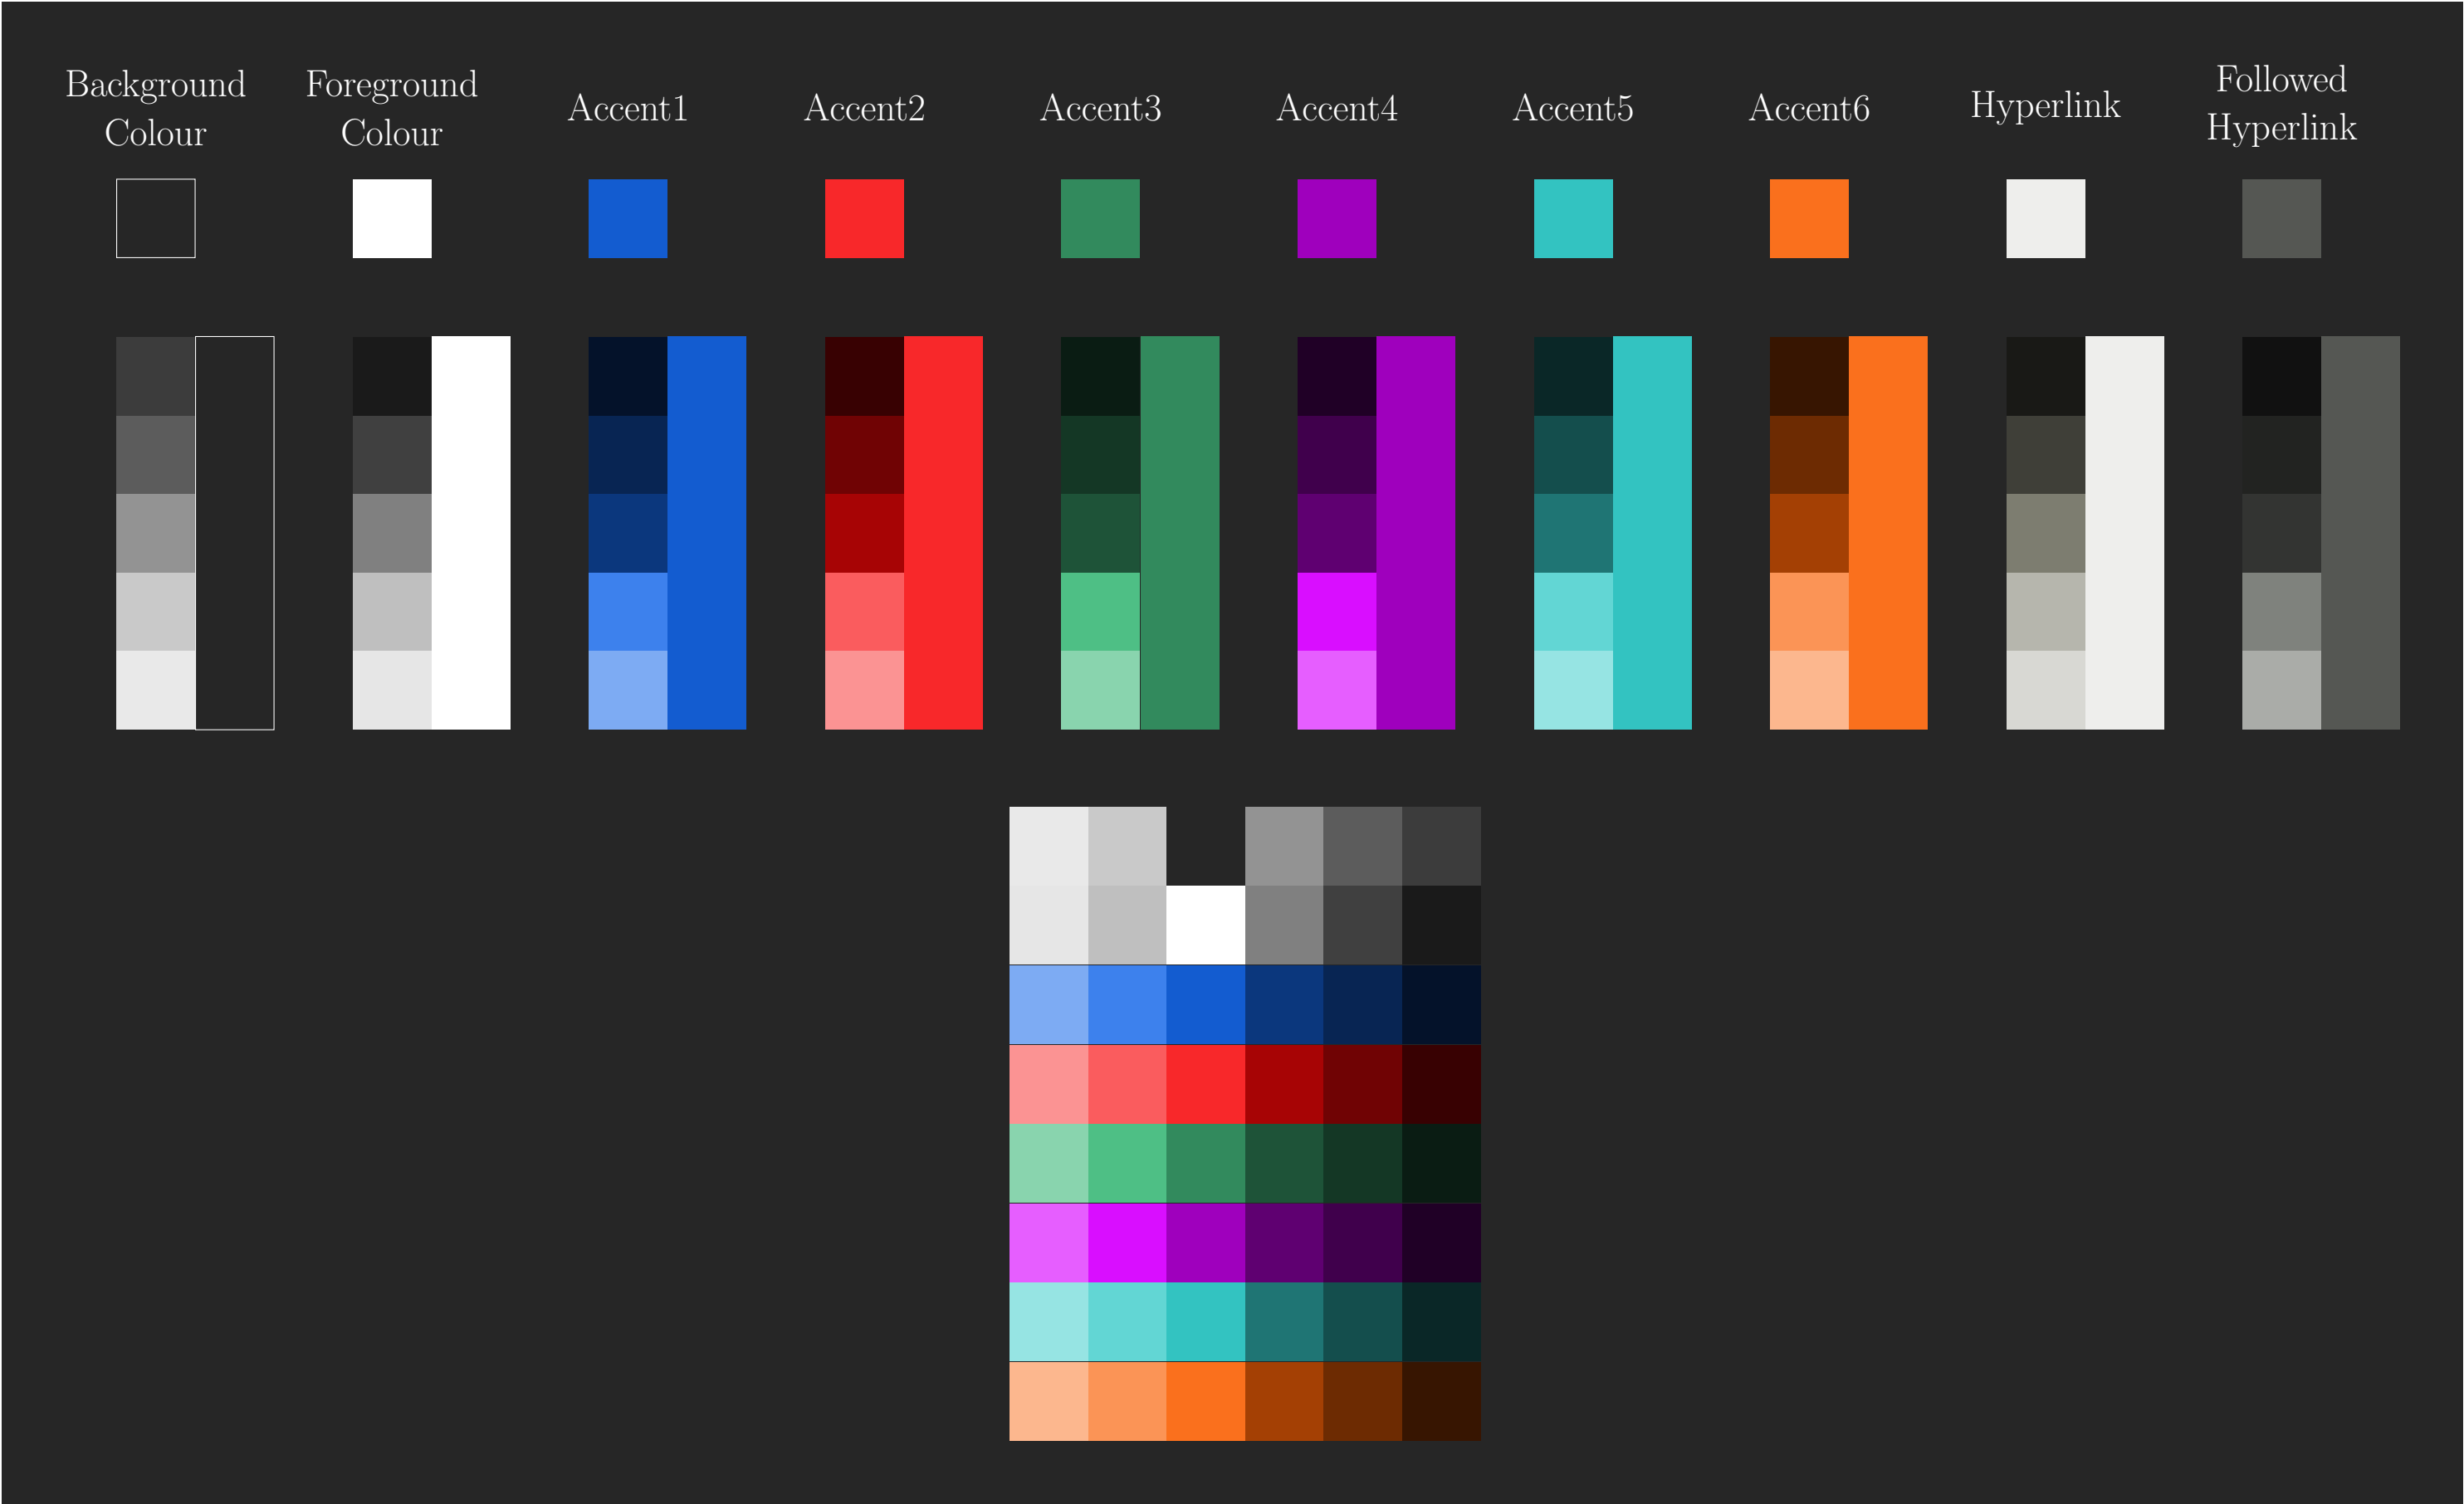 Background
Colour
Foreground
Colour
Accent1
Accent2
Accent3
Accent4
Accent5
Accent6
Hyperlink
Followed
Hyperlink